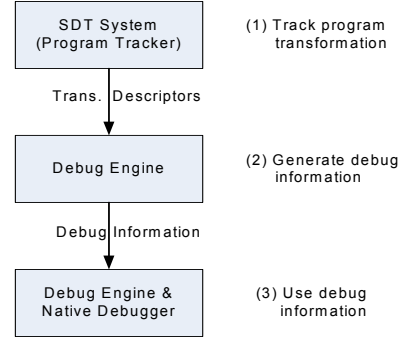 SDT System
(Program Tracker)
(1) Track program
transformation
Trans. Descriptors
Debug Engine
(2) Generate debug
information
Debug Information
Debug Engine &
Native Debugger
(3) Use debug
information